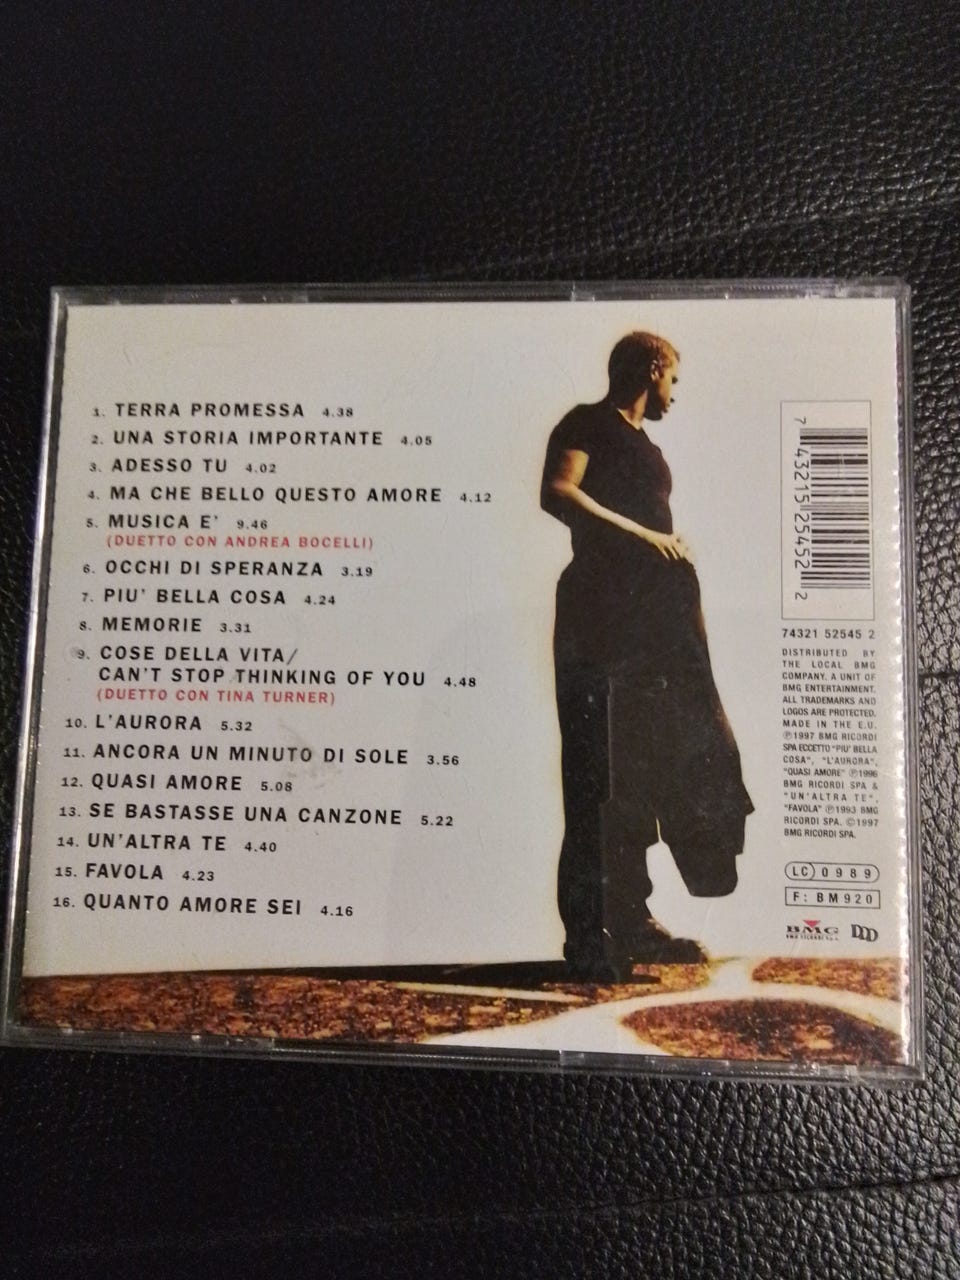 1. TERRA PROMESSA 4.38
2. UNA STORIA IMPORTANTE 4.05
3. ADESSO TU 4.02
4. MA CHE BELLO QUESTO AMORE 4.12
5. MUSICA E' 9.46
(DUETTO CON ANDREA BOCELLI)
6. OCCHI DI SPERANZA 3.19
7. PIU' BELLA COSA 4.24
8. MEMORIE 3.31
9. COSE DELLA VITA/
CAN'T STOP THINKING OF YOU 4.48
(DUETTO CON TINA TURNER)
10. L'AURORA 5.32
11. ANCORA UN MINUTO DI SOLE 3.56
12. QUASI AMORE 5.08
13. SE BASTASSE UNA CANZONE 5.22
14. UN'ALTRA TE 4.40
15. FAVOLA 4.23
16. QUANTO AMORE SEI 4.16
7 43215 25452 2
74321 52545 2
DISTRIBUTED BY
THE LOCAL BMG
COMPANY. A UNIT OF
BMG ENTERTAINMENT.
ALL TRADEMARKS AND
LOGOS ARE PROTECTED.
MADE IN THE E.U.
℗1997 BMG RICORDI
SPA ECCETTO "PIU' BELLA
COSA", "L'AURORA",
"QUASI AMORE" ℗1996
BMG RICORDI SPA &
"UN'ALTRA TE",
"FAVOLA" ℗1993 BMG
RICORDI SPA. ©1997
BMG RICORDI SPA.
LC 0989
F: BM920
BMG DDD
BMG RICORDI S.p.A.